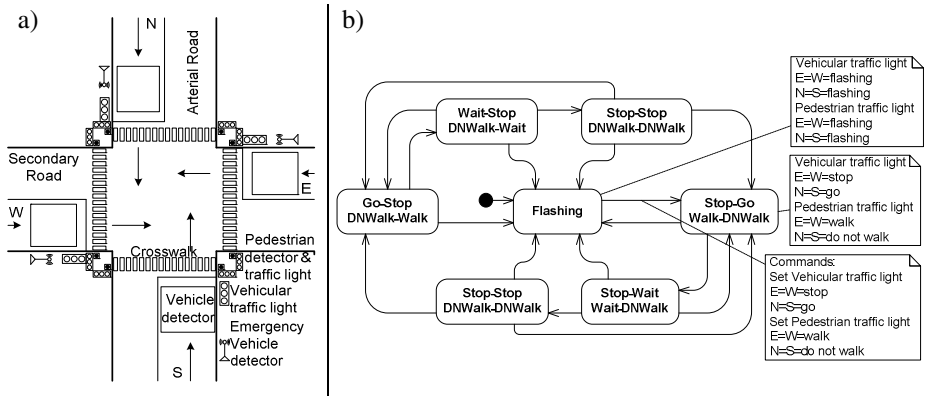 a)
N
Arterial Road
Secondary
Road
E
W
Crosswalk
Pedestrian
detector &
traffic light
Vehicular
traffic light
Vehicle
detector
Emergency
Vehicle
detector
S
b)
Wait-Stop
DNWalk-Wait
Stop-Stop
DNWalk-DNWalk
Go-Stop
DNWalk-Walk
Flashing
Stop-Go
Walk-DNWalk
Stop-Stop
DNWalk-DNWalk
Stop-Wait
Wait-DNWalk
Vehicular traffic light
E=W=flashing
N=S=flashing
Pedestrian traffic light
E=W=flashing
N=S=flashing
Vehicular traffic light
E=W=stop
N=S=go
Pedestrian traffic light
E=W=walk
N=S=do not walk
Commands:
Set Vehicular traffic light
E=W=stop
N=S=go
Set Pedestrian traffic light
E=W=walk
N=S=do not walk